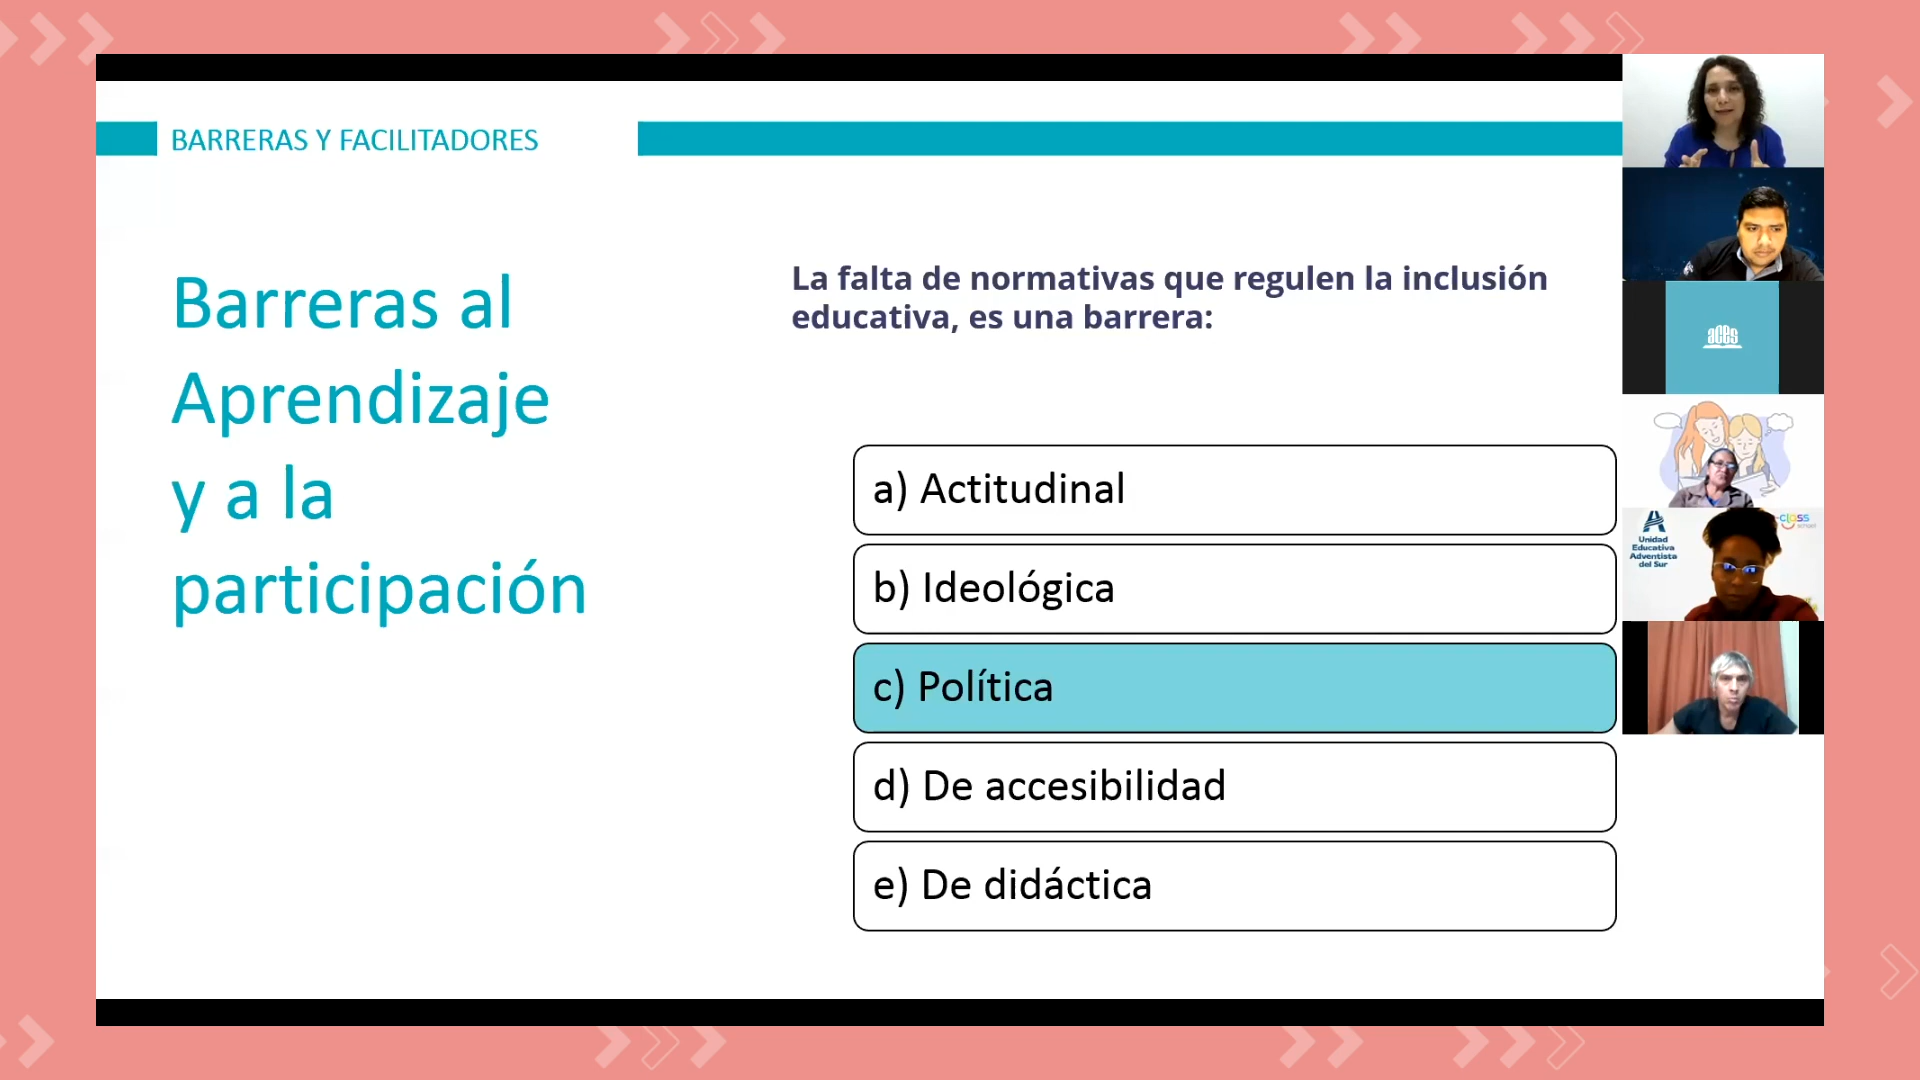 BARRERAS Y FACILITADORES
Barreras al
Aprendizaje
y a la
participación
La falta de normativas que regulen la inclusión
educativa, es una barrera:
a) Actitudinal
b) Ideológica
c) Política
d) De accesibilidad
e) De didáctica
aces
Unidad
Educativa
Adventista
del Sur
-class
school